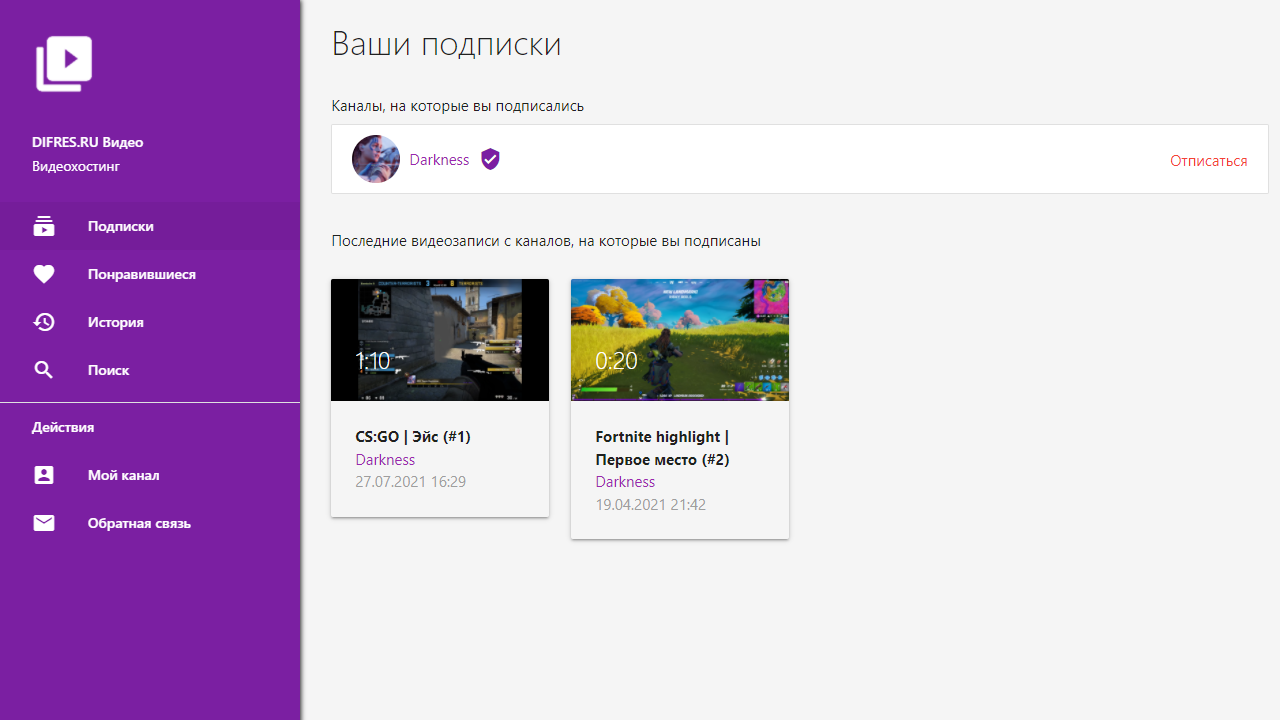 DIFRES.RU Видео
Видеохостинг
Подписки
Понравившиеся
История
Поиск
Действия
Мой канал
Обратная связь
Ваши подписки
Каналы, на которые вы подписались
Darkness
Отписаться
Последние видеозаписи с каналов, на которые вы подписаны
1:10
CS:GO | Эйс (#1)
Darkness
27.07.2021 16:29
0:20
Fortnite highlight |
Первое место (#2)
Darkness
19.04.2021 21:42